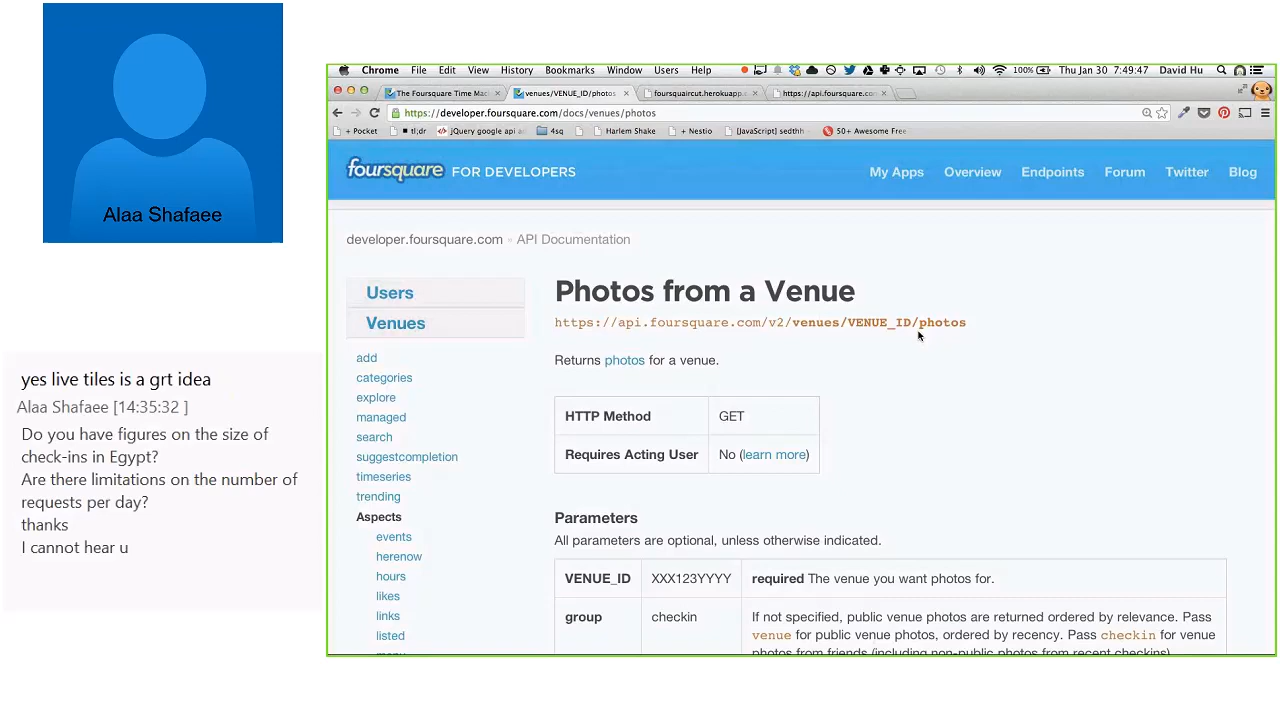 Alaa Shafaee
yes live tiles is a grt idea
Alaa Shafaee [14:35:32 ]
Do you have figures on the size of
check-ins in Egypt?
Are there limitations on the number of
requests per day?
thanks
I cannot hear u
Chrome File Edit View History Bookmarks Window Users Help 100% Thu Jan 30 7:49:47 David Hu
The Foursquare Time Mac venues/VENUE_ID/photos foursquaircut.herokuapp.c https://api.foursquare.co
https://developer.foursquare.com/docs/venues/photos
+ Pocket tl;dr jQuery google api a 4sq Harlem Shake + Nestio [JavaScript] sedthh 50+ Awesome Free
foursquare FOR DEVELOPERS My Apps Overview Endpoints Forum Twitter Blog
developer.foursquare.com API Documentation
Users
Venues
add
categories
explore
managed
search
suggestcompletion
timeseries
trending
Aspects
events
herenow
hours
likes
links
listed
Photos from a Venue
https://api.foursquare.com/v2/venues/VENUE_ID/photos
Returns photos for a venue.
HTTP Method GET
Requires Acting User No (learn more)
Parameters
All parameters are optional, unless otherwise indicated.
VENUE_ID XXX123YYYY required The venue you want photos for.
group checkin If not specified, public venue photos are returned ordered by relevance. Pass
venue for public venue photos, ordered by recency. Pass checkin for venue
photos from friends (including non-public photos from recent checkins)